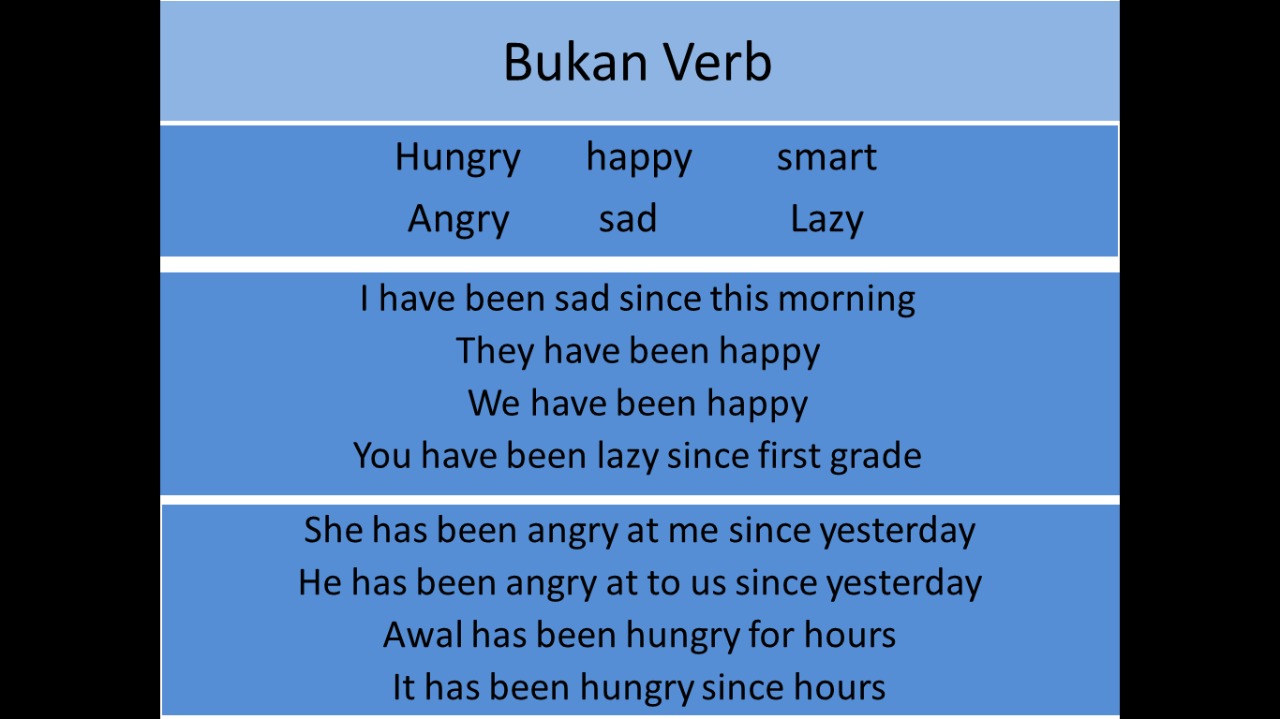 Bukan Verb
Hungry happy smart
Angry sad Lazy
I have been sad since this morning
They have been happy
We have been happy
You have been lazy since first grade
She has been angry at me since yesterday
He has been angry at to us since yesterday
Awal has been hungry for hours
It has been hungry since hours